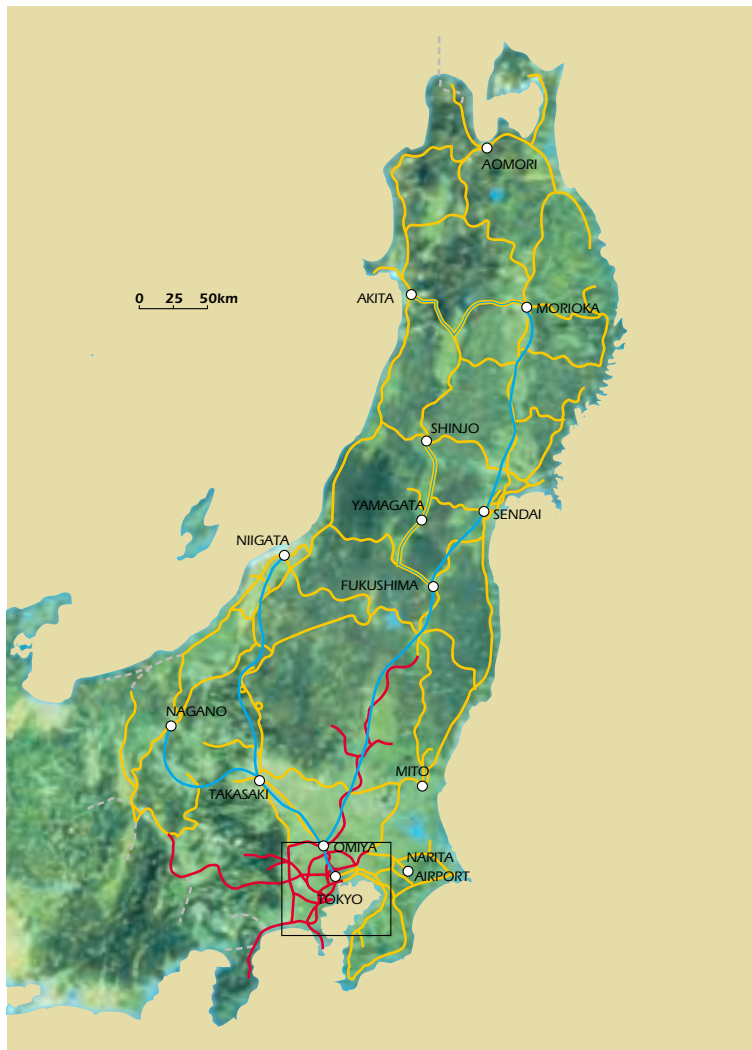 AOMORI
0 25 50km
AKITA
MORIOKA
SHINJO
YAMAGATA
SENDAI
NIIGATA
FUKUSHIMA
NAGANO
MITO
TAKASAKI
OMIYA
NARITA
AIRPORT
TOKYO